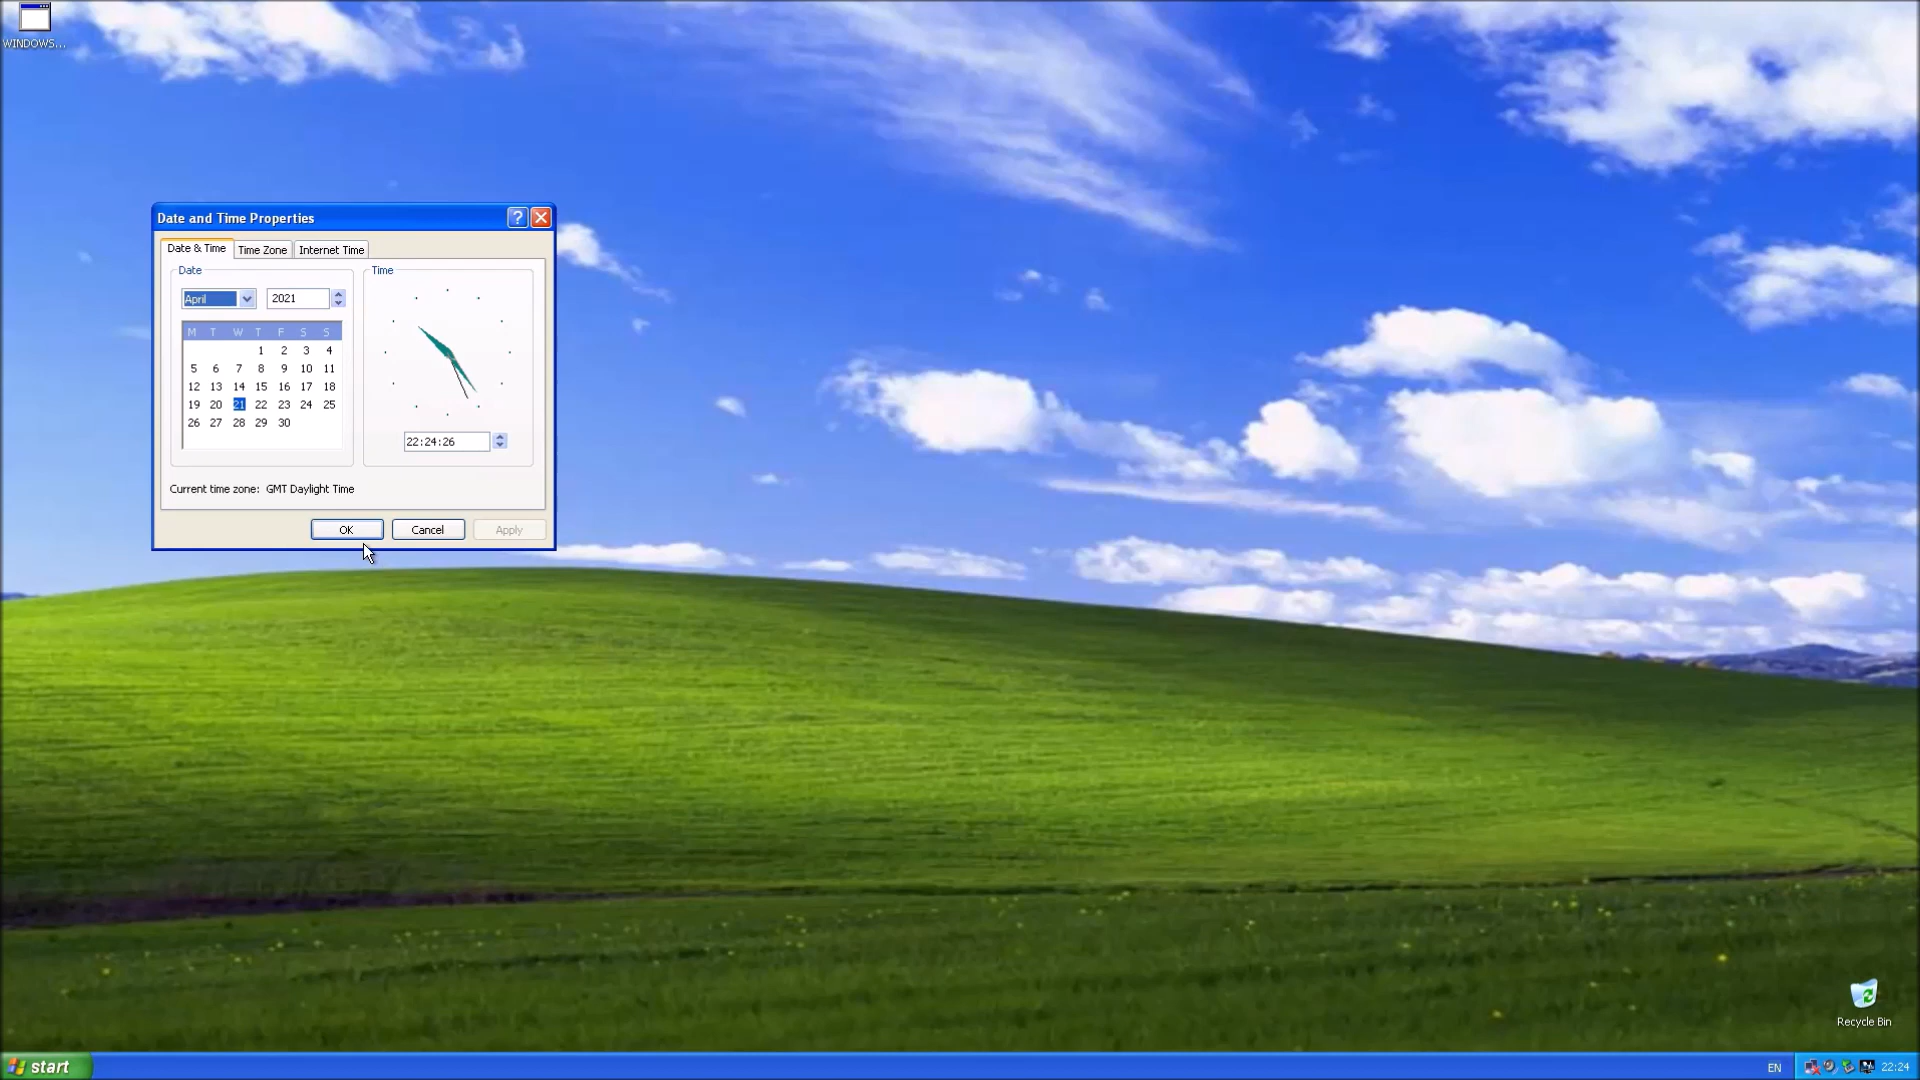 WINDOWS...
Date and Time Properties
Date & Time Time Zone Internet Time
Date
April 2021
M T W T F S S
1 2 3 4
5 6 7 8 9 10 11
12 13 14 15 16 17 18
19 20 21 22 23 24 25
26 27 28 29 30
Time
22:24:26
Current time zone: GMT Daylight Time
OK Cancel Apply
Recycle Bin
start
EN 22:24